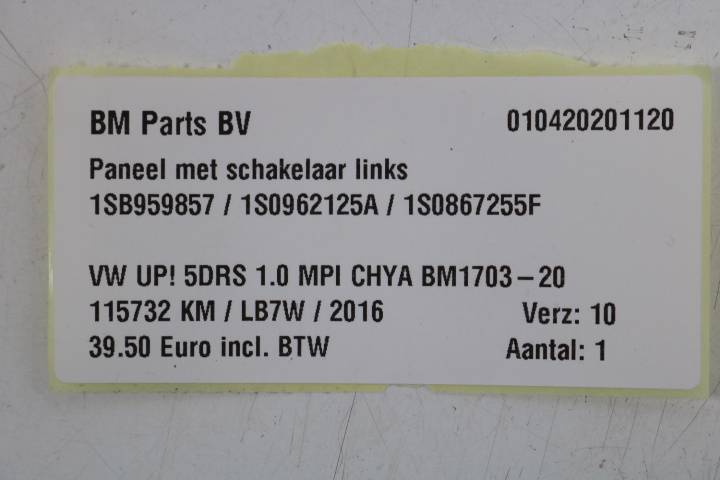 BM Parts BV 010420201120
Paneel met schakelaar links
1SB959857 / 1S0962125A / 1S0867255F
VW UP! 5DRS 1.0 MPI CHYA BM1703-20
115732 KM / LB7W / 2016 Verz: 10
39.50 Euro incl. BTW Aantal: 1